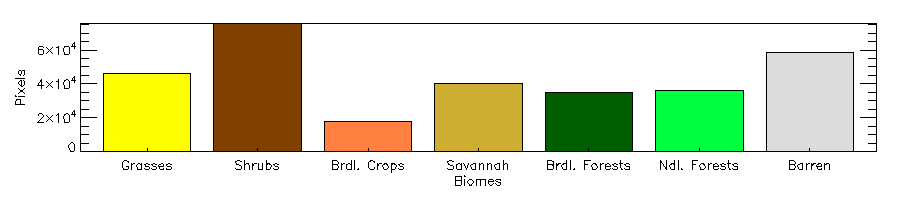 6×10⁴
4×10⁴
2×10⁴
0
Pixels
Grasses Shrubs Brdl. Crops Savannah Brdl. Forests Ndl. Forests Barren
Biomes